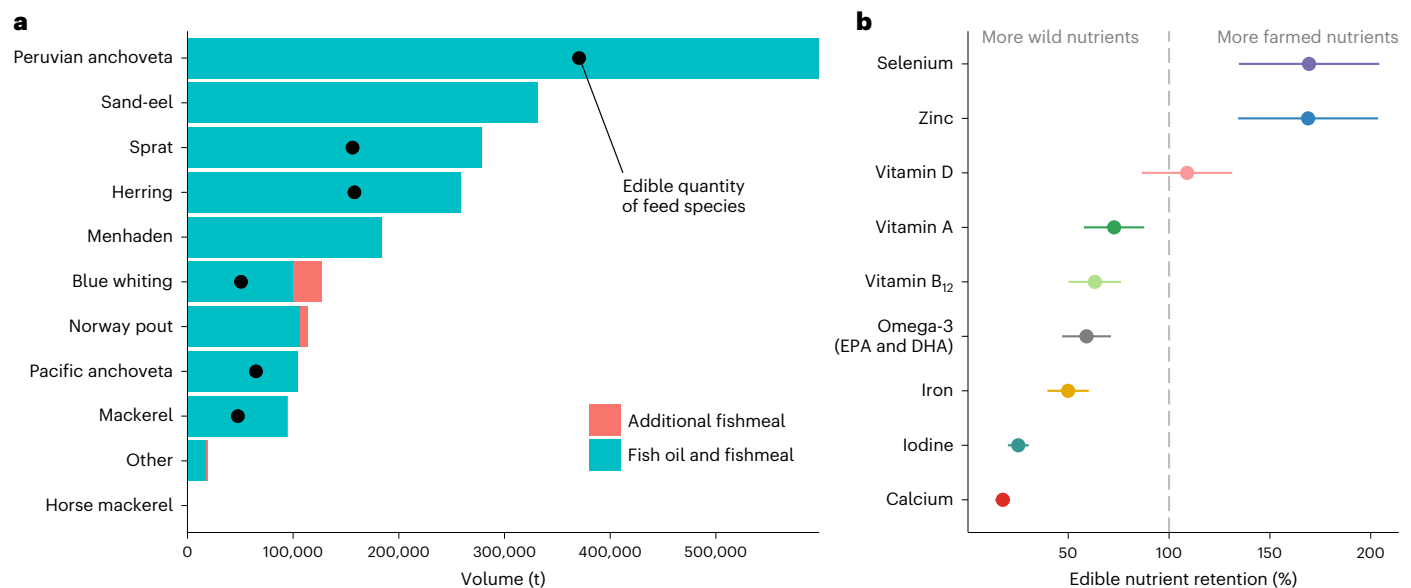 a
Peruvian anchoveta
Sand-eel
Sprat
Herring
Menhaden
Blue whiting
Norway pout
Pacific anchoveta
Mackerel
Other
Horse mackerel
Edible quantity
of feed species
Additional fishmeal
Fish oil and fishmeal
0
100,000
200,000
300,000
400,000
500,000
Volume (t)
b
More wild nutrients
More farmed nutrients
Selenium
Zinc
Vitamin D
Vitamin A
Vitamin B12
Omega-3
(EPA and DHA)
Iron
Iodine
Calcium
50
100
150
200
Edible nutrient retention (%)